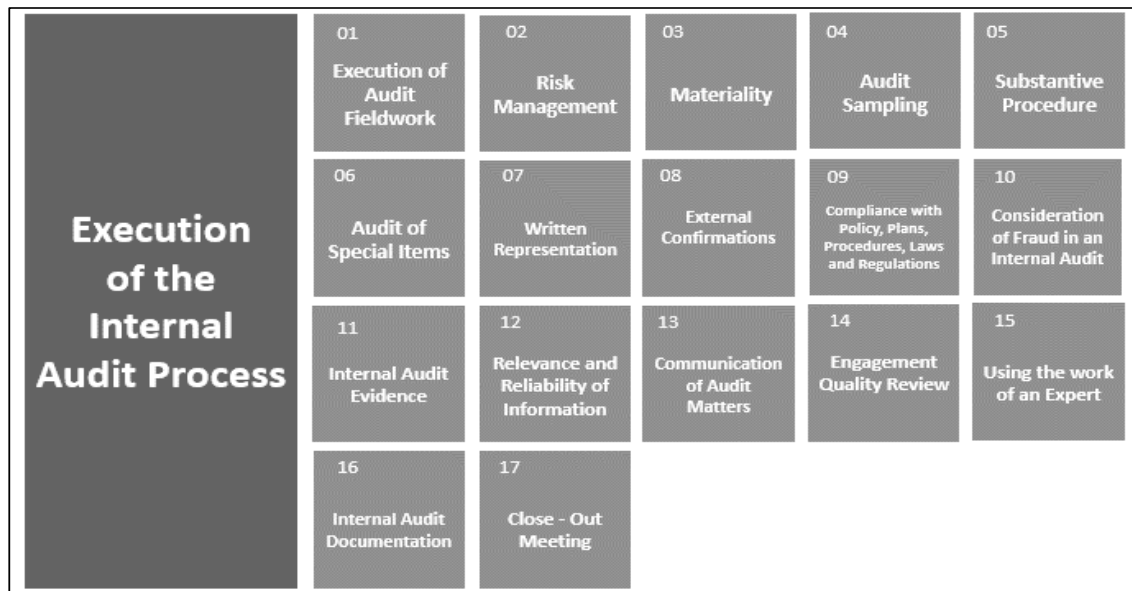 Execution
of the
Internal
Audit Process
01
Execution of
Audit
Fieldwork
02
Risk
Management
03
Materiality
04
Audit
Sampling
05
Substantive
Procedure
06
Audit of
Special Items
07
Written
Representation
08
External
Confirmations
09
Compliance with
Policy, Plans,
Procedures, Laws
and Regulations
10
Consideration
of Fraud in an
Internal Audit
11
Internal Audit
Evidence
12
Relevance and
Reliability of
Information
13
Communication
of Audit
Matters
14
Engagement
Quality Review
15
Using the work
of an Expert
16
Internal Audit
Documentation
17
Close - Out
Meeting